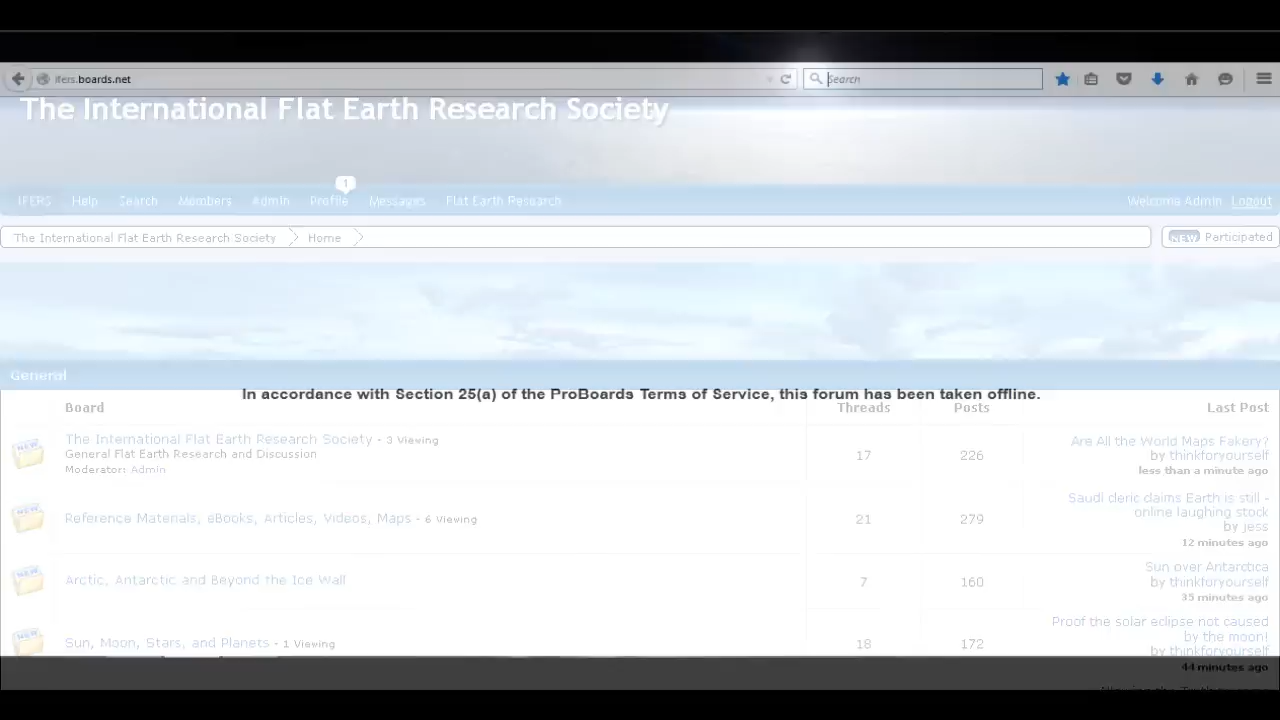 ifers.boards.net
Search
The International Flat Earth Research Society
1
IFERS Help Search Members Admin Profile Messages Flat Earth Research Welcome Admin Logout
The International Flat Earth Research Society Home NEW Participated
General
In accordance with Section 25(a) of the ProBoards Terms of Service, this forum has been taken offline.
Board Threads Posts Last Post
NEW The International Flat Earth Research Society - 3 Viewing
General Flat Earth Research and Discussion
Moderator: Admin
17 226
Are All the World Maps Fakery?
by thinkforyourself
less than a minute ago
NEW Reference Materials, eBooks, Articles, Videos, Maps - 6 Viewing
21 279
Saudi cleric claims Earth is still -
online laughing stock
by jess
12 minutes ago
NEW Arctic, Antarctic and Beyond the Ice Wall
7 160
Sun over Antarctica
by thinkforyourself
35 minutes ago
NEW Sun, Moon, Stars, and Planets - 1 Viewing
18 172
Proof the solar eclipse not caused
by the moon!
by thinkforyourself
44 minutes ago